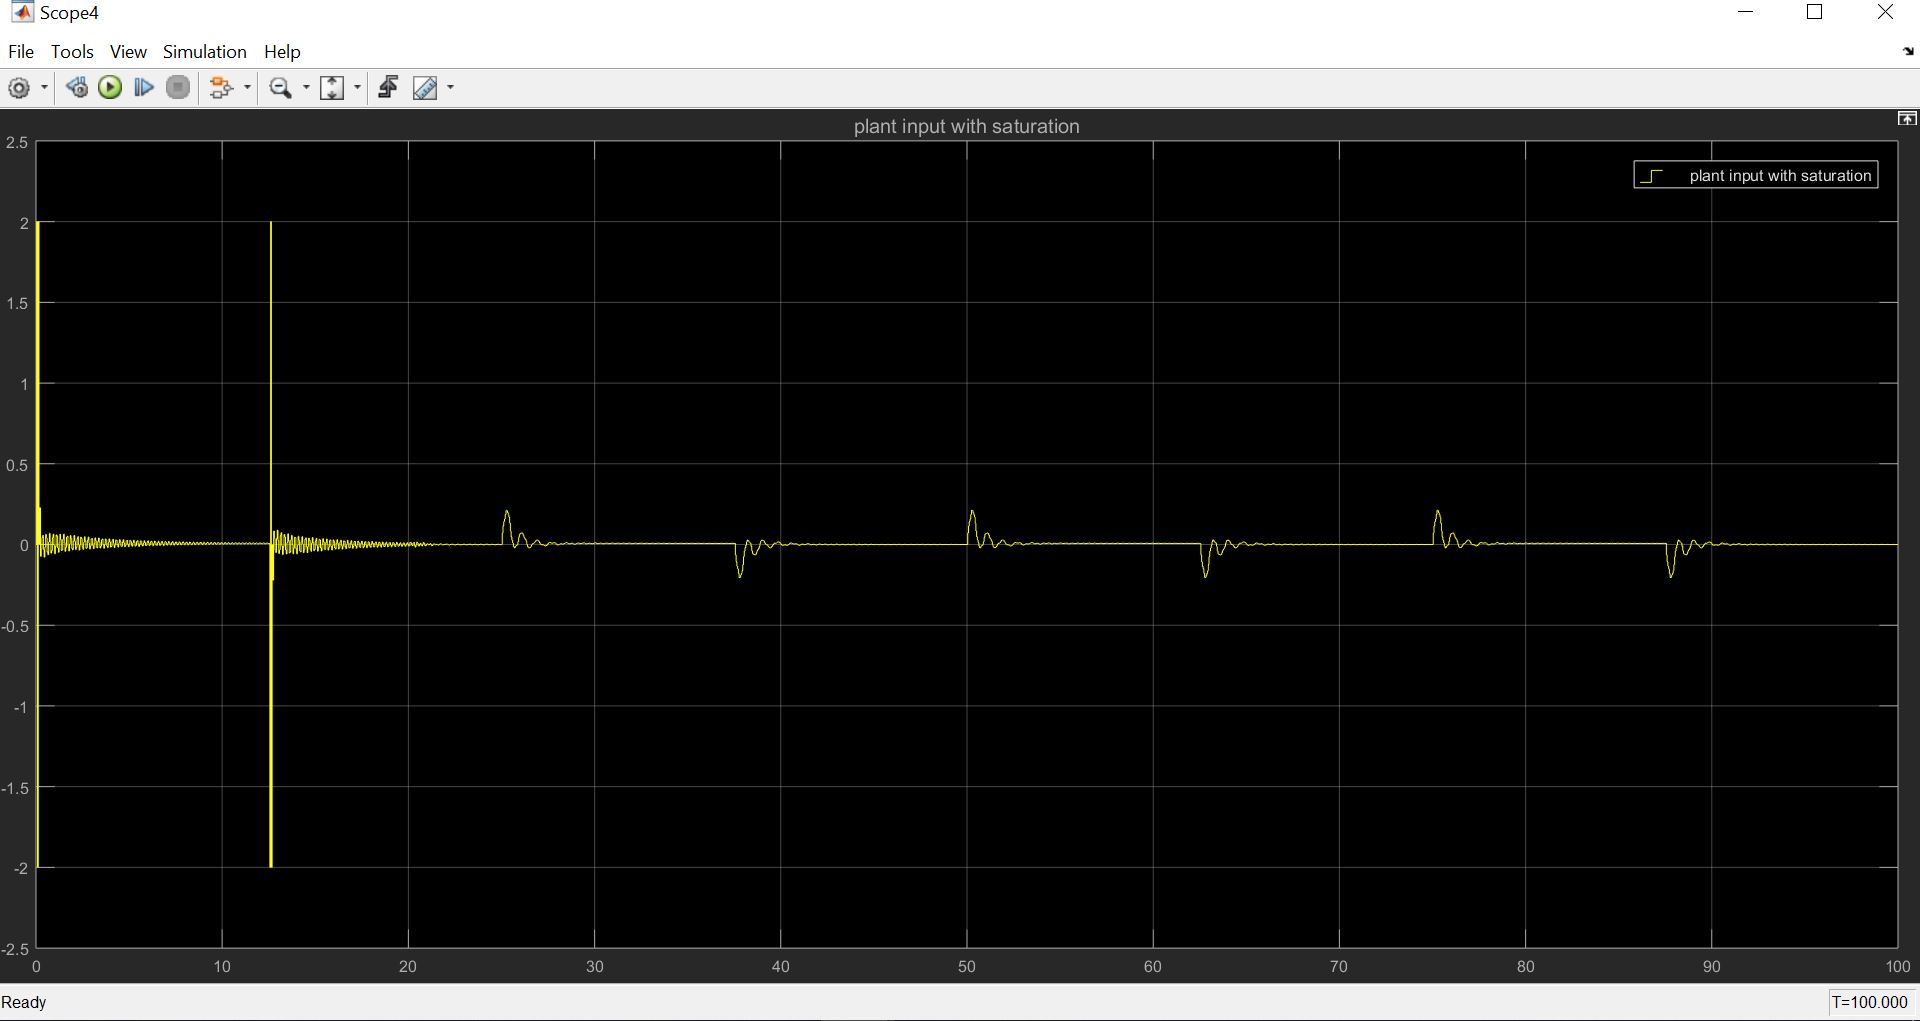 Scope4
File Tools View Simulation Help
plant input with saturation
plant input with saturation
2.5
2
1.5
1
0.5
0
-0.5
-1
-1.5
-2
-2.5
0 10 20 30 40 50 60 70 80 90 100
Ready T=100.000